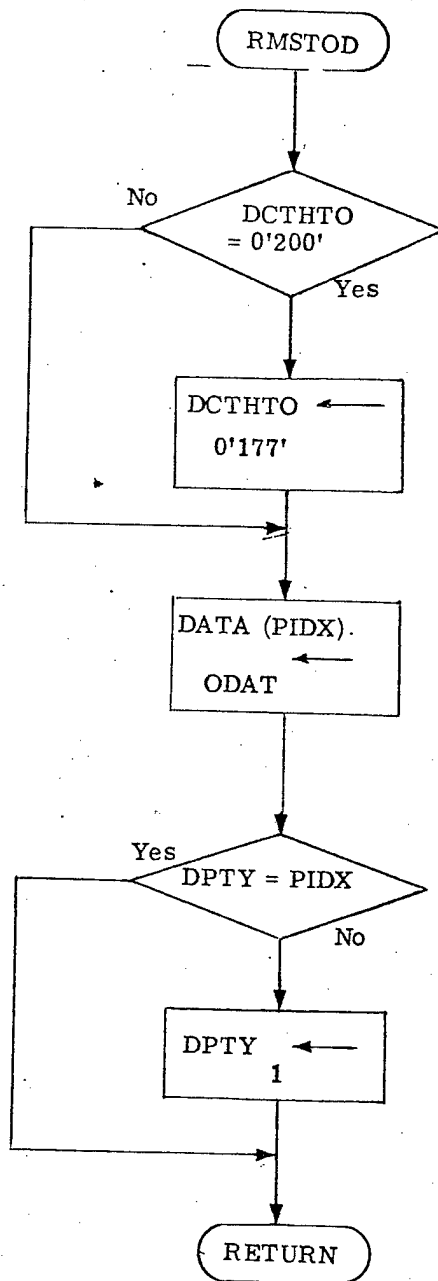 RMSTOD
No
DCTHTO
= 0'200'
Yes
DCTHTO ←
0'177'
DATA (PIDX).
←
ODAT
Yes
DPTY = PIDX
No
DPTY ←
1
RETURN